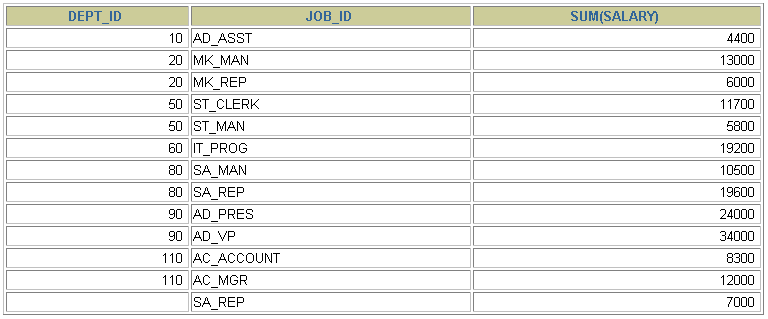 DEPT_ID JOB_ID SUM(SALARY)
10 AD_ASST 4400
20 MK_MAN 13000
20 MK_REP 6000
50 ST_CLERK 11700
50 ST_MAN 5800
60 IT_PROG 19200
80 SA_MAN 10500
80 SA_REP 19600
90 AD_PRES 24000
90 AD_VP 34000
110 AC_ACCOUNT 8300
110 AC_MGR 12000
SA_REP 7000